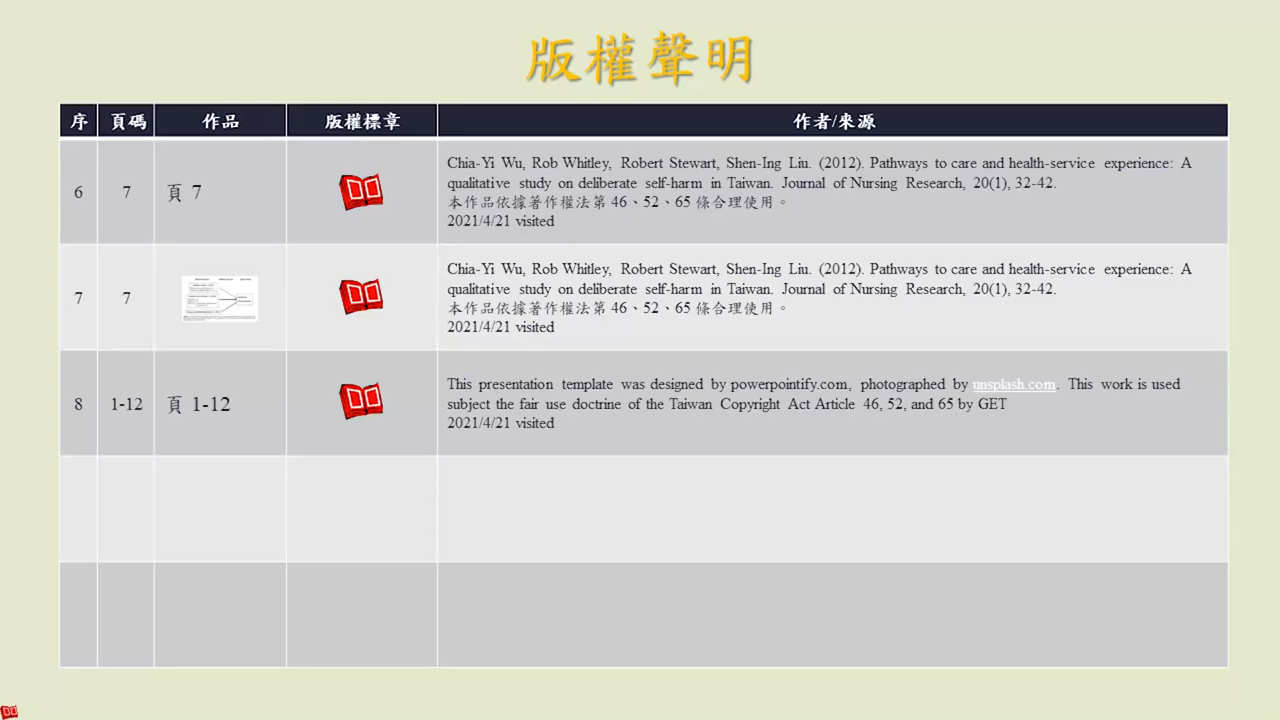 版權聲明
序 頁碼 作品 版權標章 作者/來源
6 7 頁 7
Chia-Yi Wu, Rob Whitley, Robert Stewart, Shen-Ing Liu. (2012). Pathways to care and health-service experience: A
qualitative study on deliberate self-harm in Taiwan. Journal of Nursing Research, 20(1), 32-42.
本作品依據著作權法第 46、52、65 條合理使用。
2021/4/21 visited
7 7
Chia-Yi Wu, Rob Whitley, Robert Stewart, Shen-Ing Liu. (2012). Pathways to care and health-service experience: A
qualitative study on deliberate self-harm in Taiwan. Journal of Nursing Research, 20(1), 32-42.
本作品依據著作權法第 46、52、65 條合理使用。
2021/4/21 visited
8 1-12 頁 1-12
This presentation template was designed by powerpointify.com, photographed by unsplash.com. This work is used
subject the fair use doctrine of the Taiwan Copyright Act Article 46, 52, and 65 by GET
2021/4/21 visited